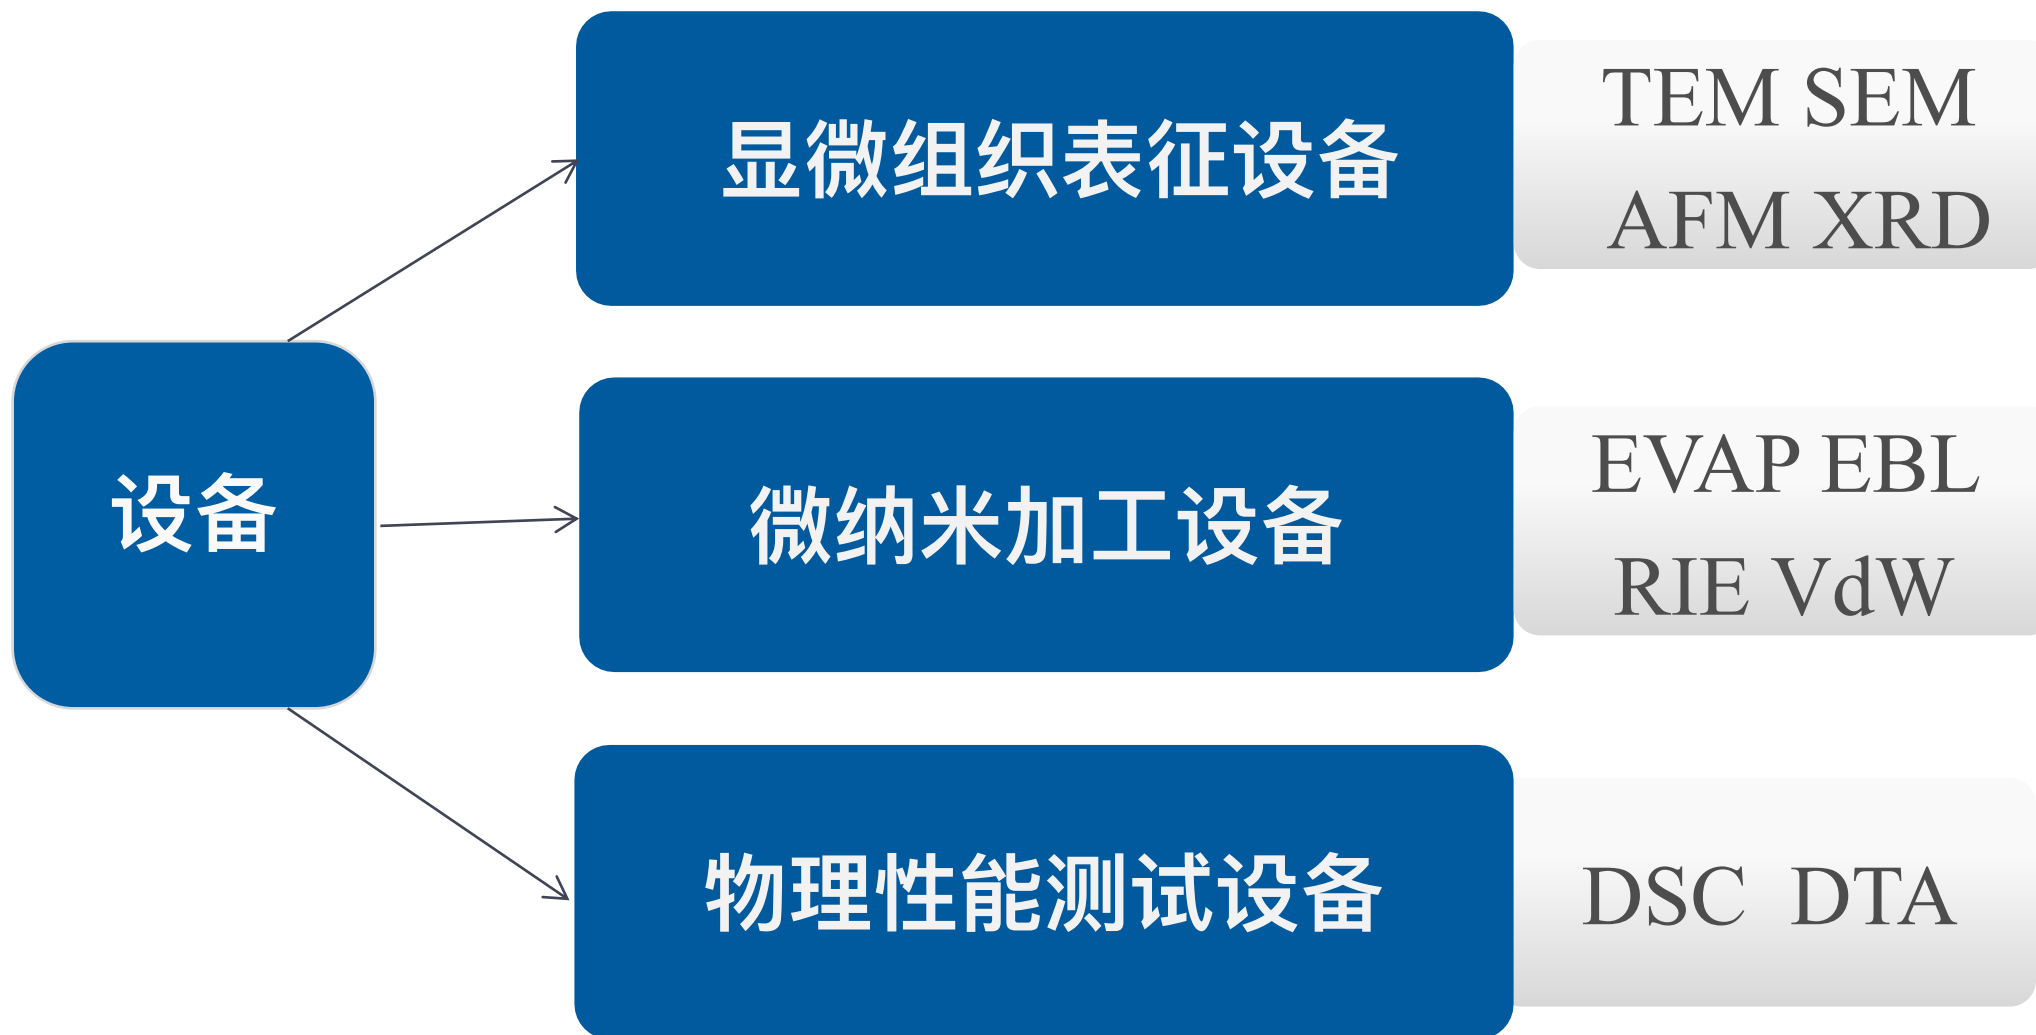 设备
显微组织表征设备
TEM SEM
AFM XRD
微纳米加工设备
EVAP EBL
RIE VdW
物理性能测试设备
DSC DTA